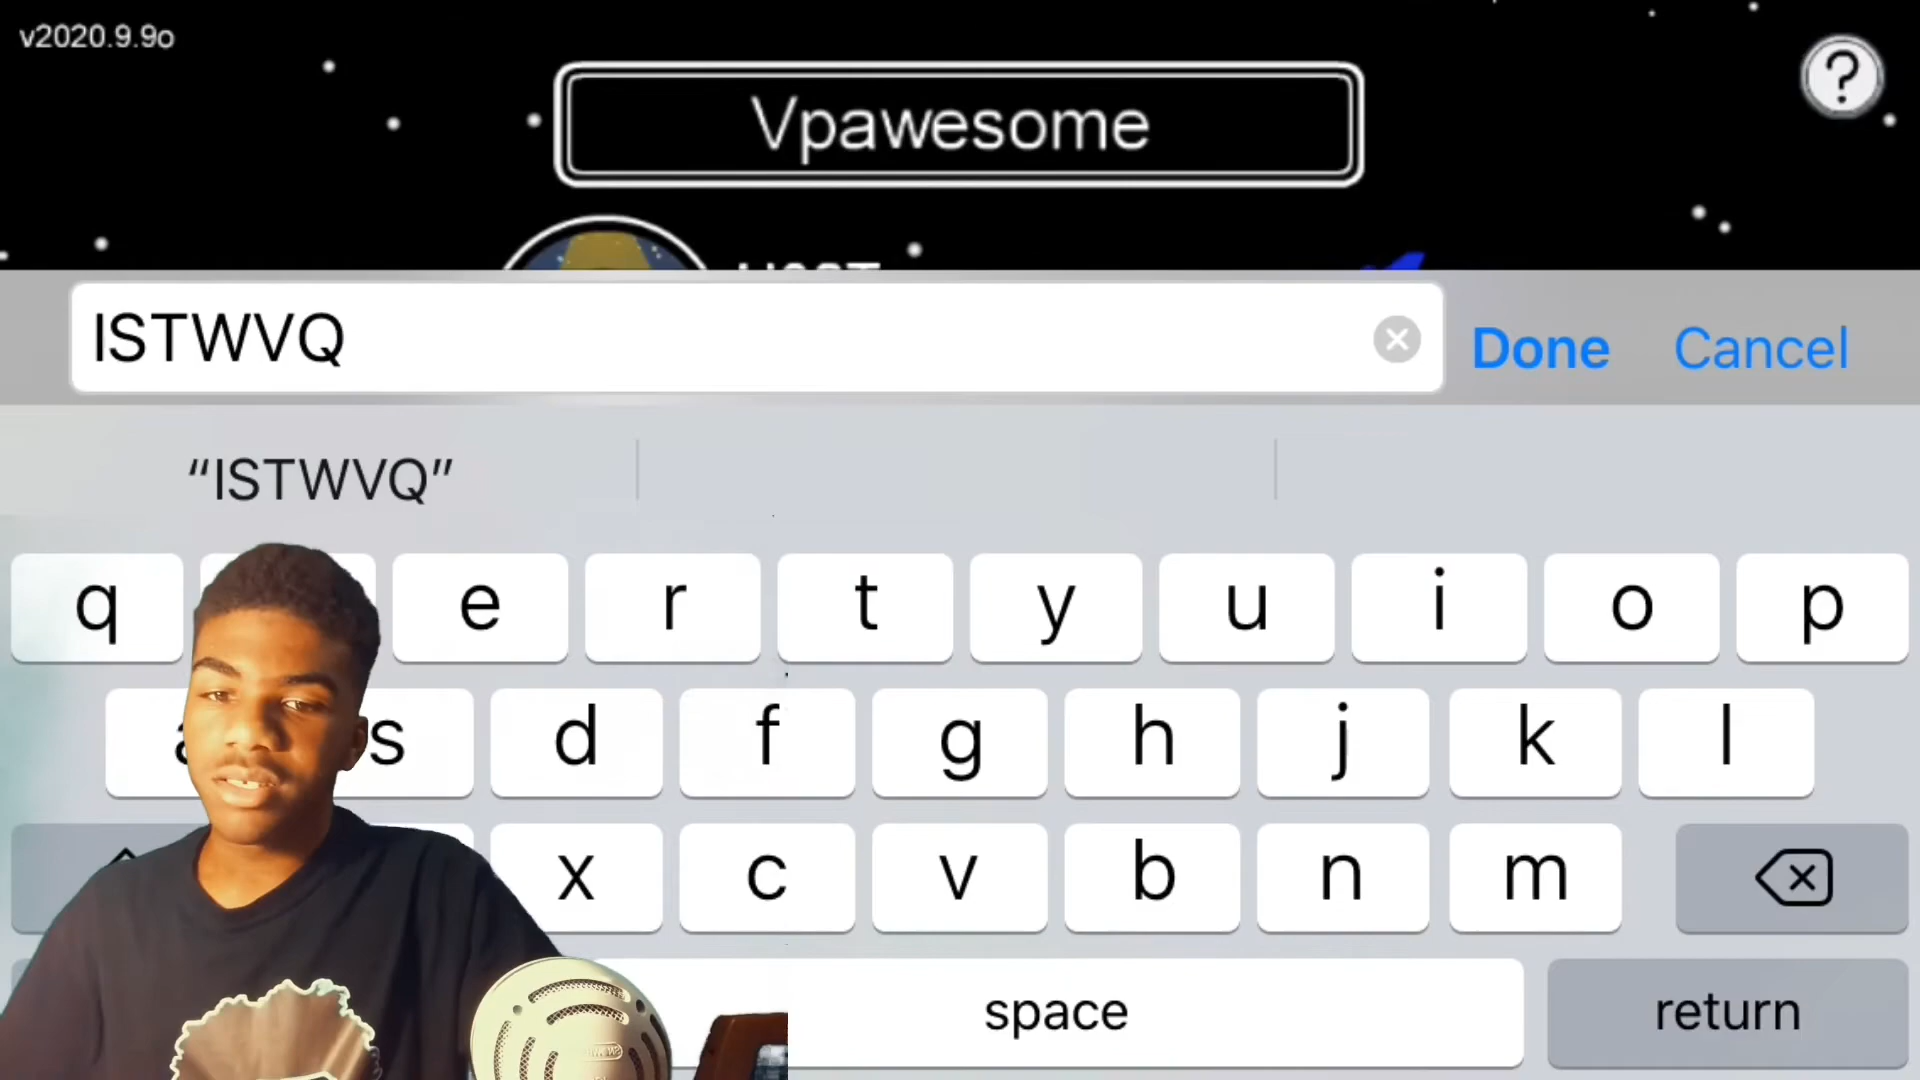 v2020.9.9o
?
Vpawesome
ISTWVQ
Done
Cancel
“ISTWVQ”
q e r t y u i o p
s d f g h j k l
x c v b n m
space
return